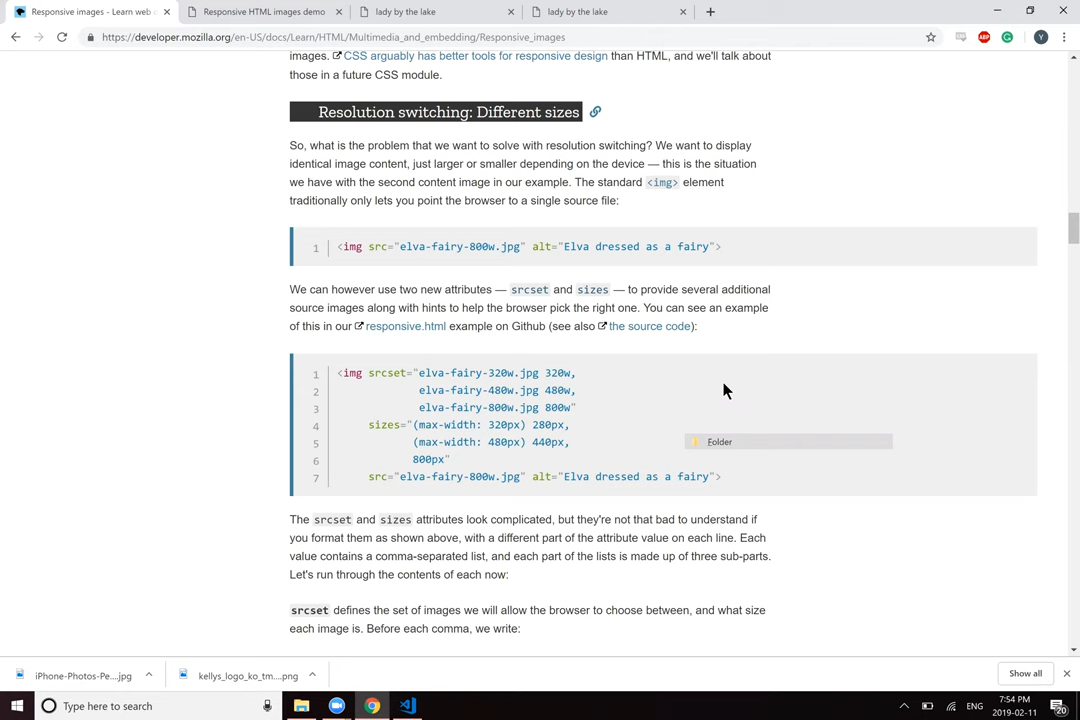 Responsive images - Learn web
Responsive HTML images demo
lady by the lake
lady by the lake
https://developer.mozilla.org/en-US/docs/Learn/HTML/Multimedia_and_embedding/Responsive_images
ABP
Y
images. CSS arguably has better tools for responsive design than HTML, and we'll talk about
those in a future CSS module.
Resolution switching: Different sizes
So, what is the problem that we want to solve with resolution switching? We want to display
identical image content, just larger or smaller depending on the device — this is the situation
we have with the second content image in our example. The standard <img> element
traditionally only lets you point the browser to a single source file:
1 <img src="elva-fairy-800w.jpg" alt="Elva dressed as a fairy">
We can however use two new attributes — srcset and sizes — to provide several additional
source images along with hints to help the browser pick the right one. You can see an example
of this in our responsive.html example on Github (see also the source code):
1 <img srcset="elva-fairy-320w.jpg 320w,
2 elva-fairy-480w.jpg 480w,
3 elva-fairy-800w.jpg 800w"
4 sizes="(max-width: 320px) 280px,
5 (max-width: 480px) 440px,
6 800px"
7 src="elva-fairy-800w.jpg" alt="Elva dressed as a fairy">
Folder
The srcset and sizes attributes look complicated, but they're not that bad to understand if
you format them as shown above, with a different part of the attribute value on each line. Each
value contains a comma-separated list, and each part of the lists is made up of three sub-parts.
Let's run through the contents of each now:
srcset defines the set of images we will allow the browser to choose between, and what size
each image is. Before each comma, we write:
iPhone-Photos-Pe....jpg
kellys_logo_ko_tm....png
Show all
Type here to search
ENG
7:54 PM
2019-02-11
20